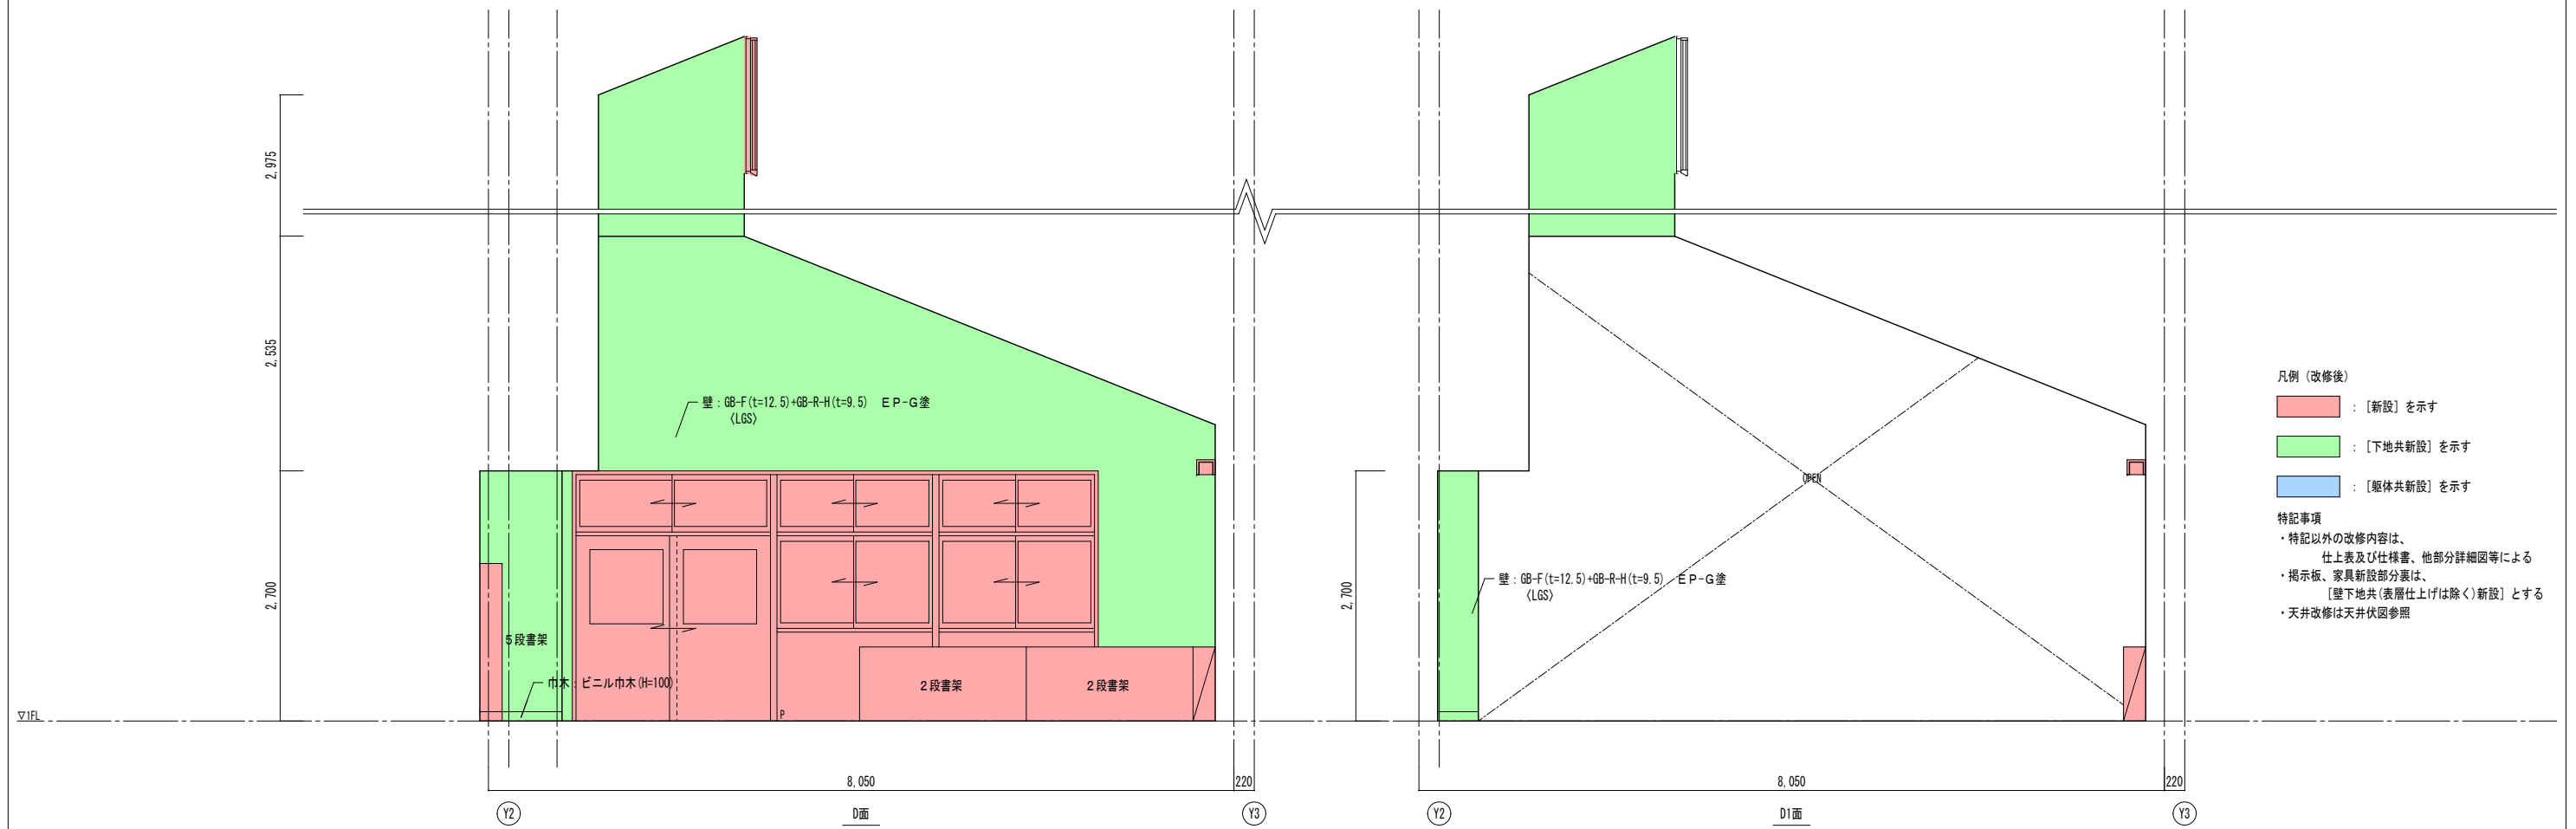 2,975
2,535
2,700
壁：GB-F(t=12.5)+GB-R-H(t=9.5)　ＥＰ-Ｇ塗
〈LGS〉
５段書架
巾木：ビニル巾木(H=100)
２段書架
２段書架
P
▽1FL
8,050
220
Y2
D面
Y3
OPEN
2,700
壁：GB-F(t=12.5)+GB-R-H(t=9.5)　ＥＰ-Ｇ塗
〈LGS〉
8,050
220
Y2
D1面
Y3
凡例（改修後）
：［新設］を示す
：［下地共新設］を示す
：［躯体共新設］を示す
特記事項
・特記以外の改修内容は、
仕上表及び仕様書、他部分詳細図等による
・掲示板、家具新設部分裏は、
［壁下地共(表層仕上げは除く)新設］とする
・天井改修は天井伏図参照